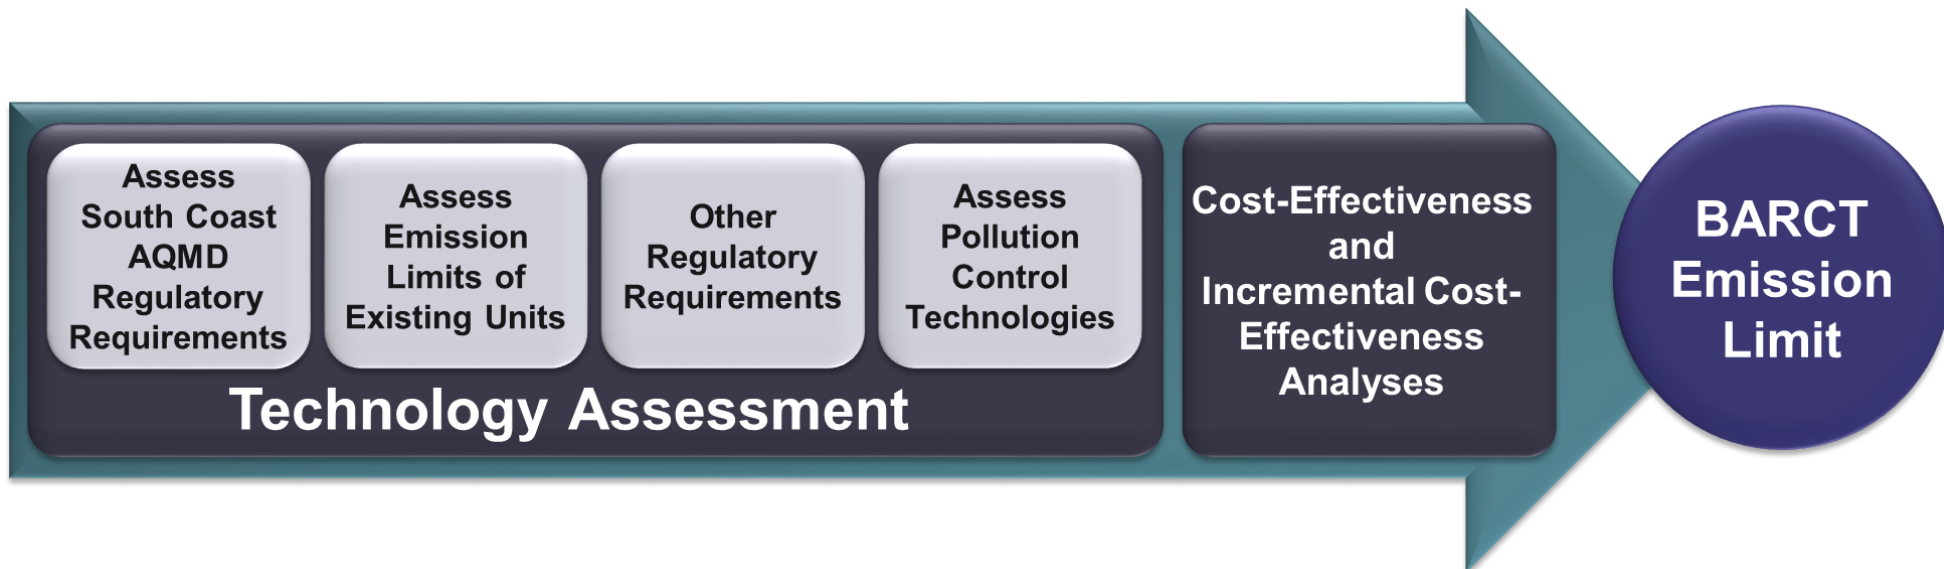 Assess
South Coast
AQMD
Regulatory
Requirements
Assess
Emission
Limits of
Existing Units
Other
Regulatory
Requirements
Assess
Pollution
Control
Technologies
Technology Assessment
Cost-Effectiveness
and
Incremental Cost-
Effectiveness
Analyses
BARCT
Emission
Limit